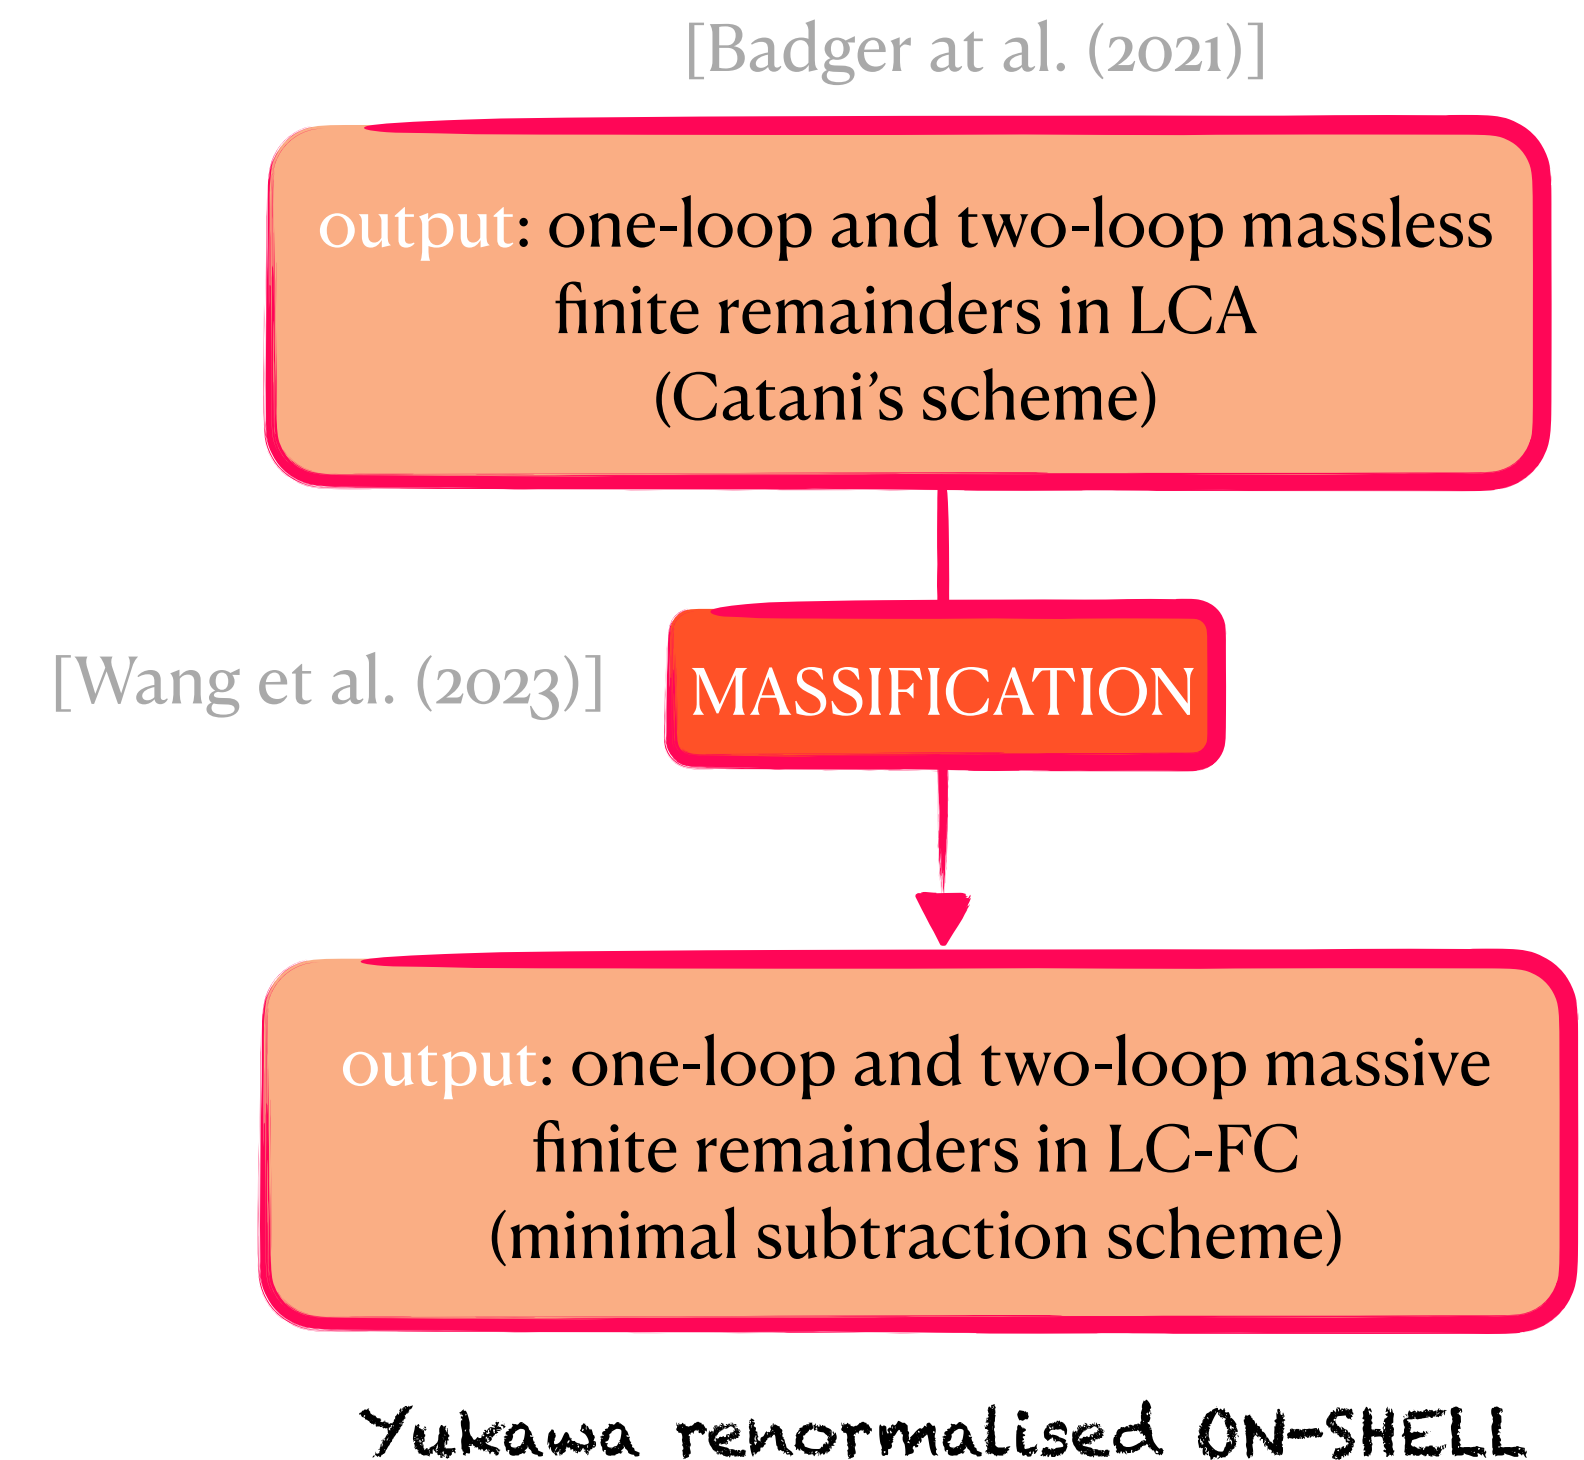 [Badger at al. (2021)]
output: one-loop and two-loop massless
finite remainders in LCA
(Catani’s scheme)
[Wang et al. (2023)]
MASSIFICATION
output: one-loop and two-loop massive
finite remainders in LC-FC
(minimal subtraction scheme)
Yukawa renormalised ON-SHELL